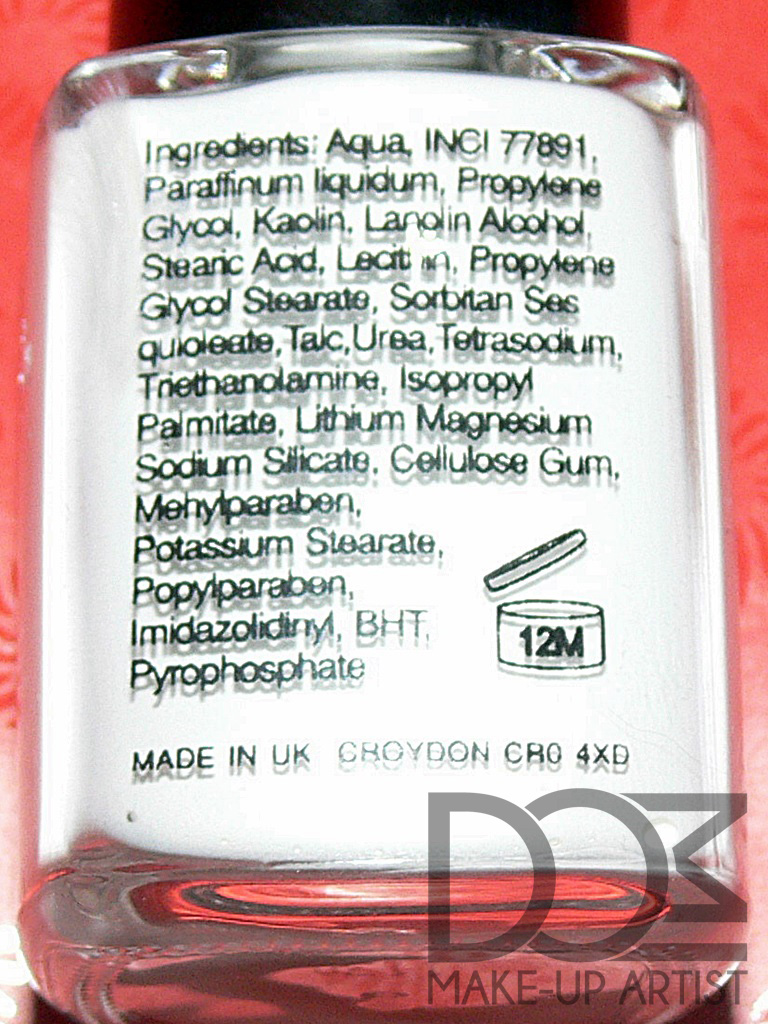 Ingredients: Aqua, INCI 77891,
Paraffinum liquidum, Propylene
Glycol, Kaolin, Lanolin Alcohol,
Stearic Acid, Lecithin, Propylene
Glycol Stearate, Sorbitan Ses
quioleate,Talc,Urea,Tetrasodium,
Triethanolamine, Isopropyl
Palmitate, Lithium Magnesium
Sodium Silicate, Cellulose Gum,
Mehylparaben,
Potassium Stearate,
Popylparaben,
Imidazolidinyl, BHT,
Pyrophosphate
12M
MADE IN UK CROYDON CR0 4XD
DOM
MAKE-UP ARTIST